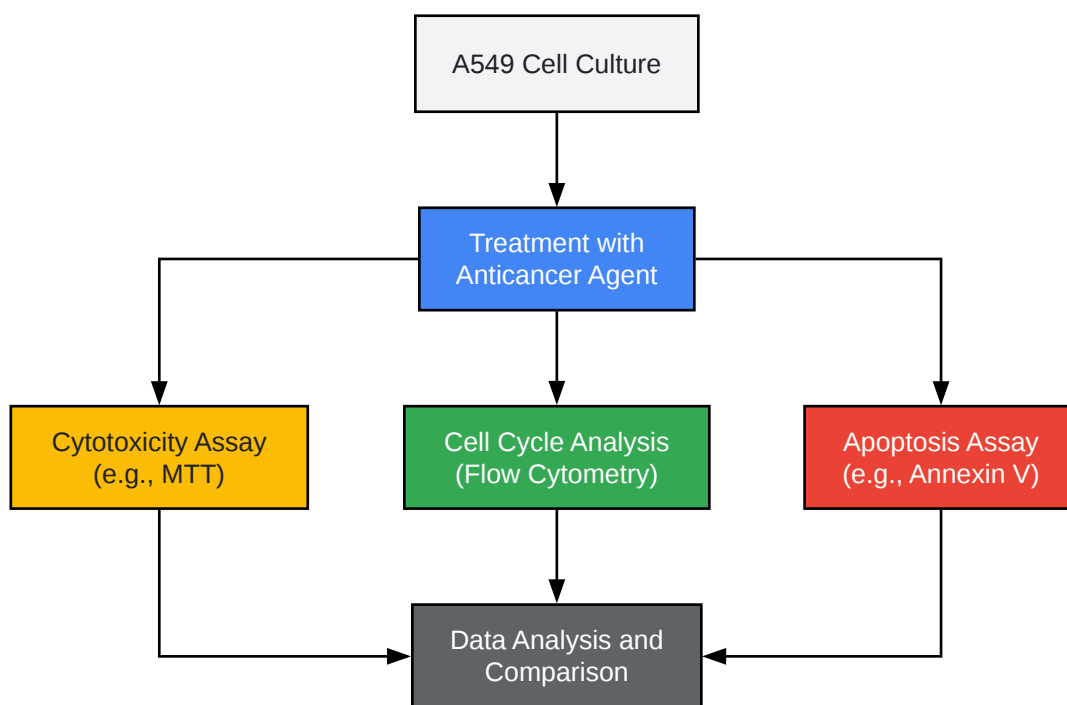 A549 Cell Culture
Treatment with
Anticancer Agent
Cytotoxicity Assay
(e.g., MTT)
Cell Cycle Analysis
(Flow Cytometry)
Apoptosis Assay
(e.g., Annexin V)
Data Analysis and
Comparison